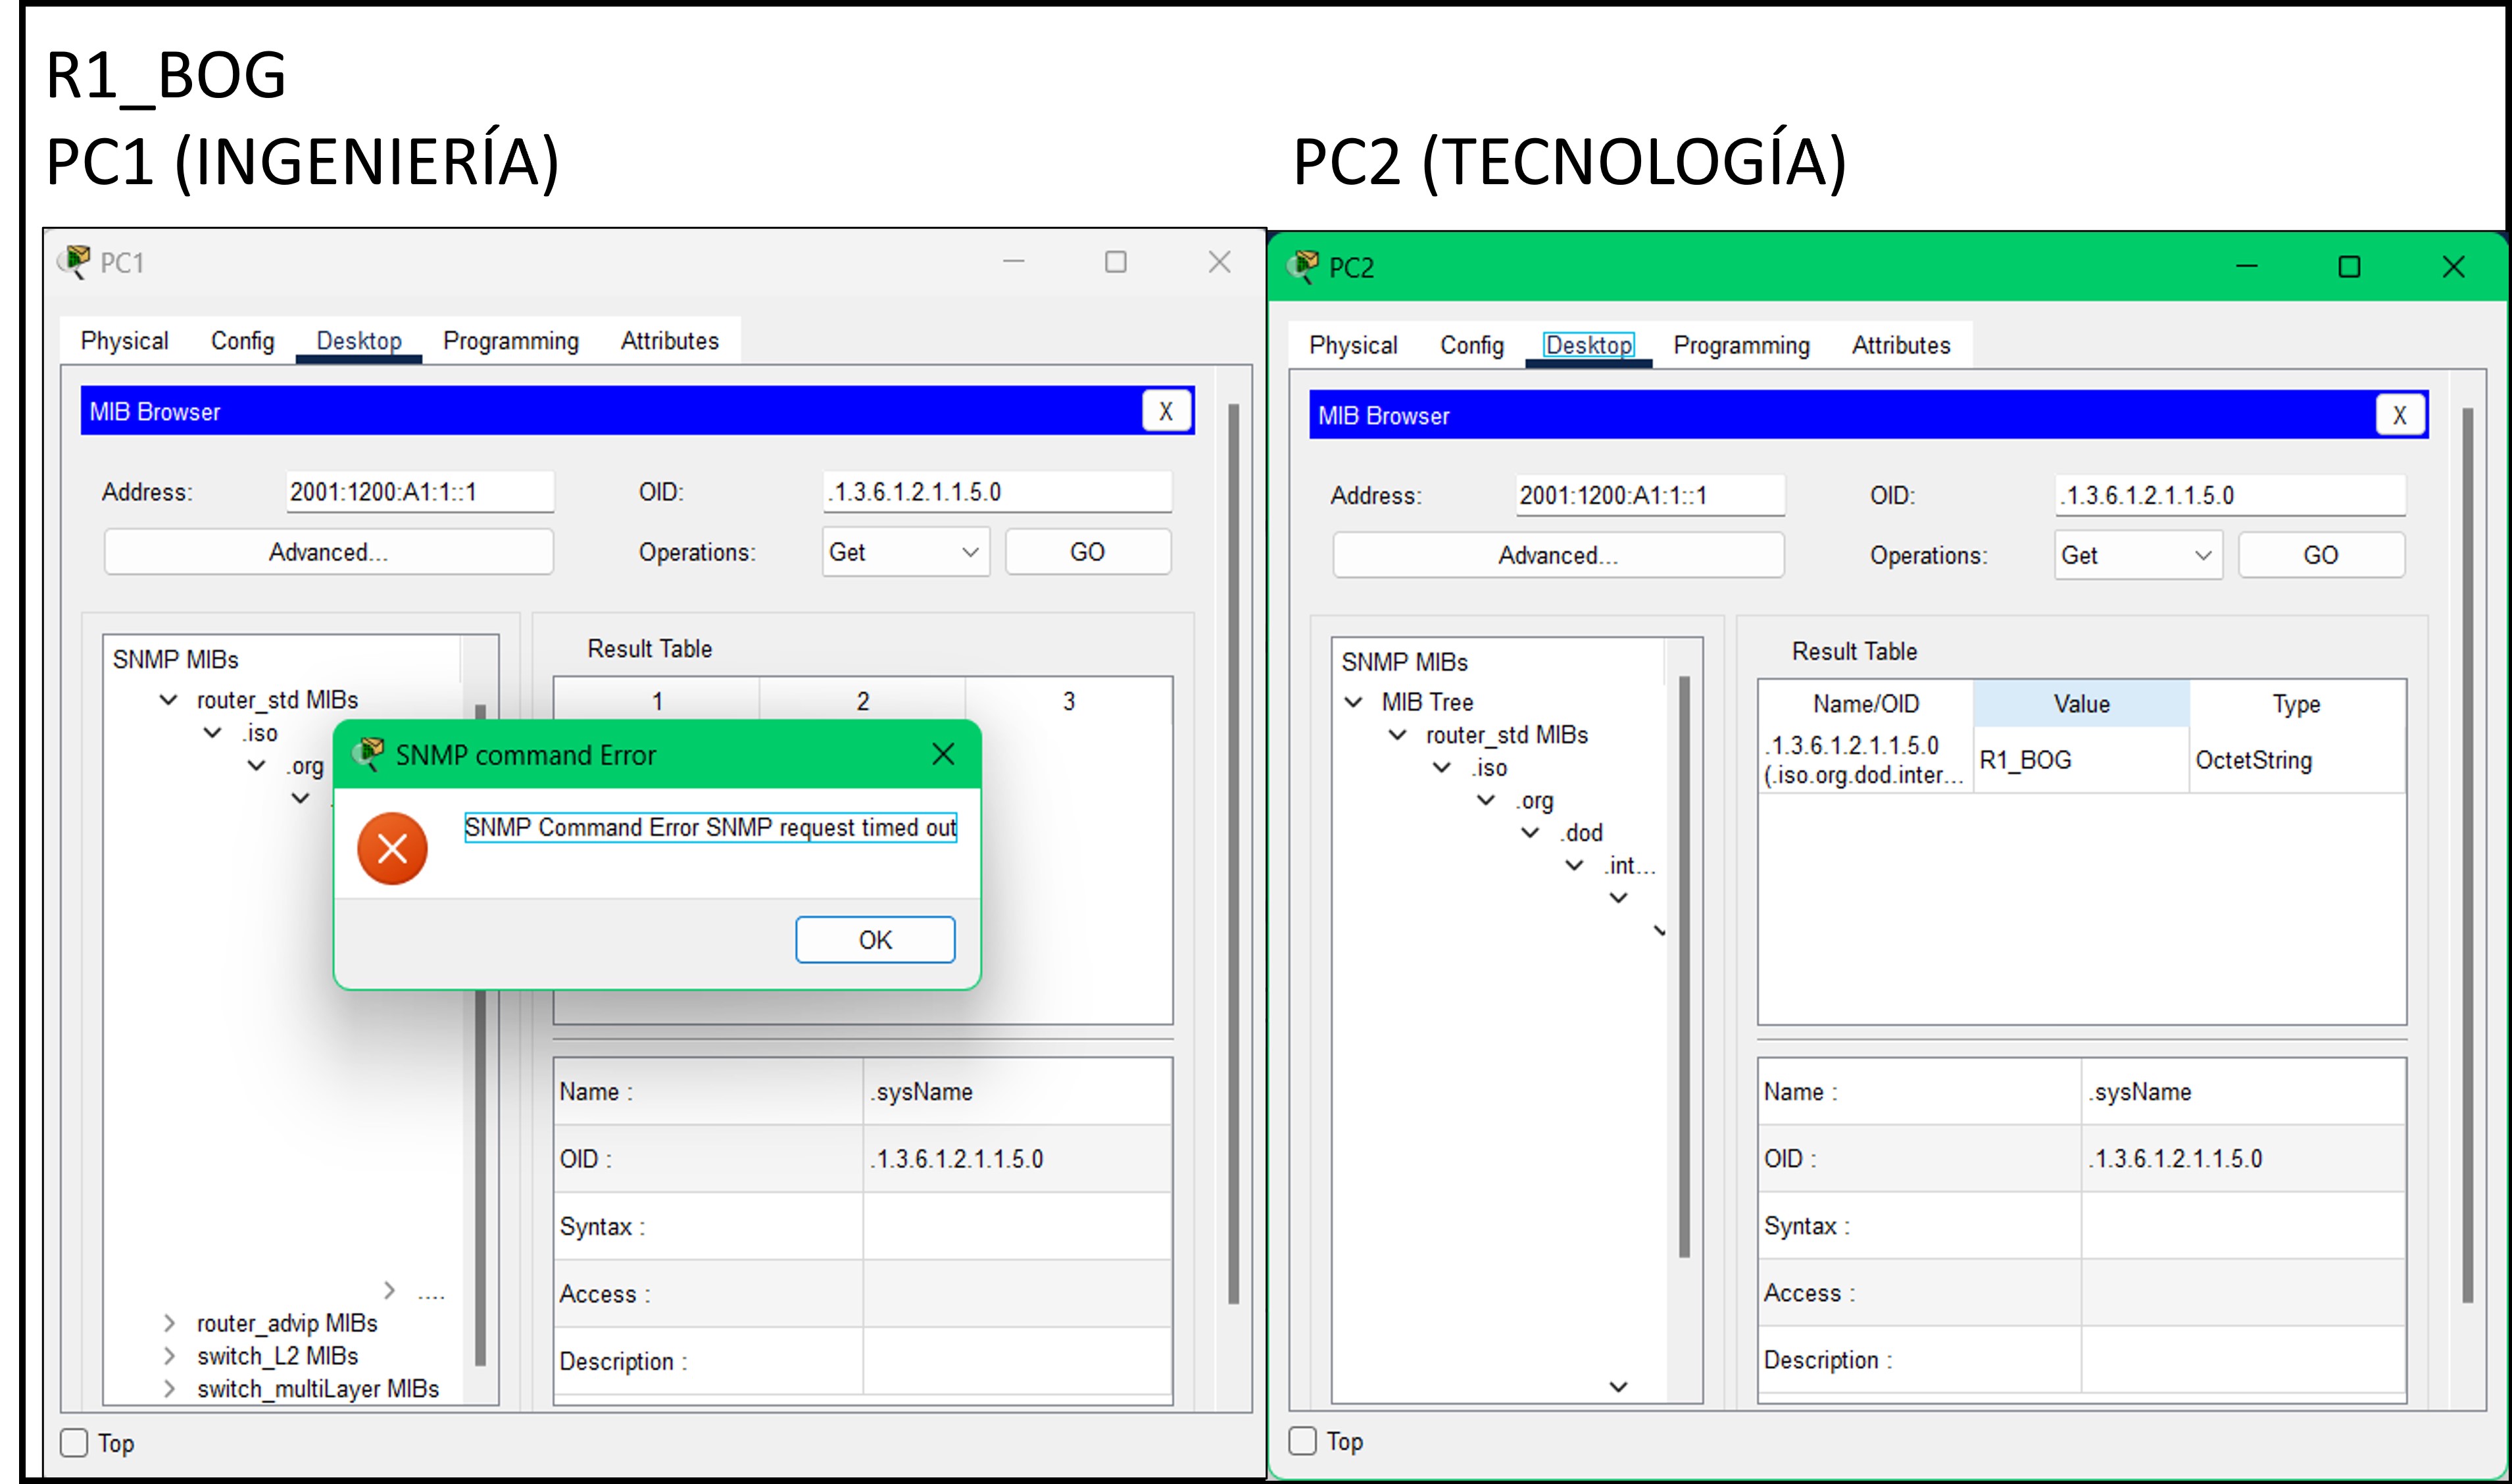 R1_BOG
PC1 (INGENIERÍA)
PC2 (TECNOLOGÍA)
PC1
Physical Config Desktop Programming Attributes
MIB Browser X
Address: 2001:1200:A1:1::1 OID: .1.3.6.1.2.1.1.5.0
Advanced... Operations: Get GO
SNMP MIBs
router_std MIBs
.iso
.org
router_advip MIBs
switch_L2 MIBs
switch_multiLayer MIBs
Result Table
1 2 3
SNMP command Error
SNMP Command Error SNMP request timed out
OK
....
Name : .sysName
OID : .1.3.6.1.2.1.1.5.0
Syntax :
Access :
Description :
Top
PC2
Physical Config Desktop Programming Attributes
MIB Browser X
Address: 2001:1200:A1:1::1 OID: .1.3.6.1.2.1.1.5.0
Advanced... Operations: Get GO
SNMP MIBs
MIB Tree
router_std MIBs
.iso
.org
.dod
.int...
Result Table
Name/OID Value Type
.1.3.6.1.2.1.1.5.0
(.iso.org.dod.inter... R1_BOG OctetString
Name : .sysName
OID : .1.3.6.1.2.1.1.5.0
Syntax :
Access :
Description :
Top